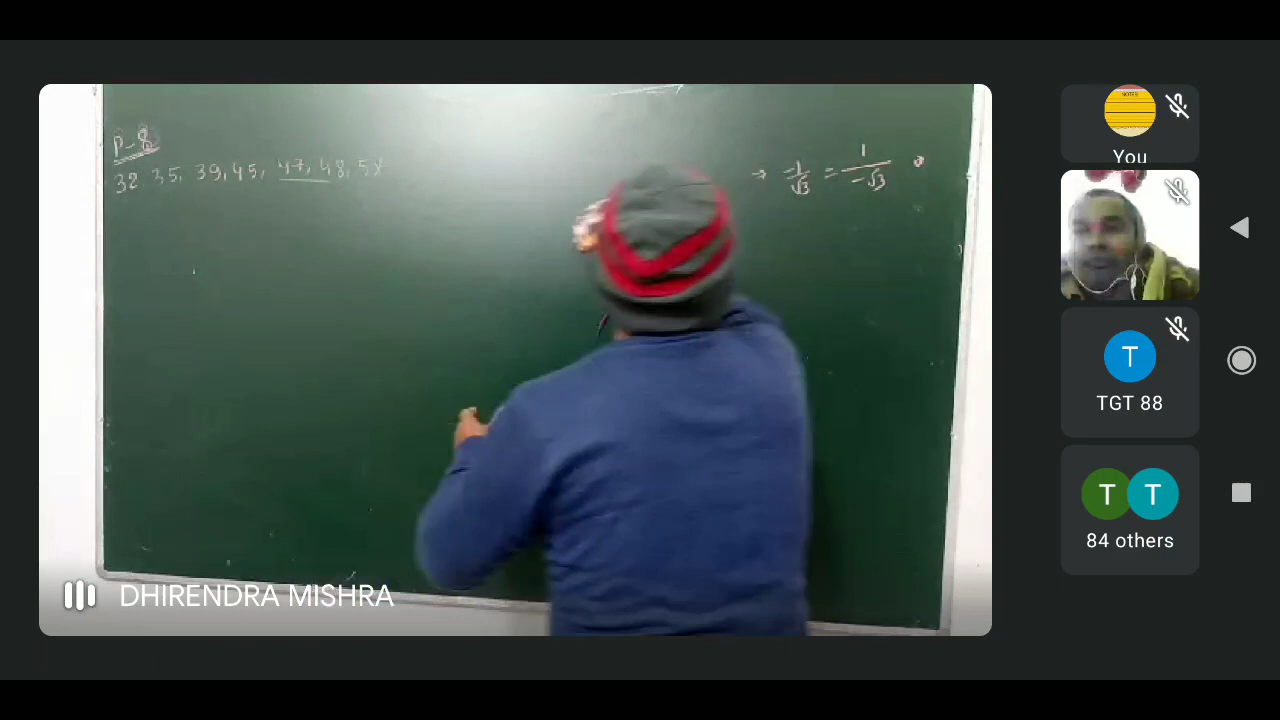 P-8
32 35, 39, 45, 47, 48, 5x
→ -1/√3 = 1/-√3
NOTES
You
TGT 88
T
T T
84 others
DHIRENDRA MISHRA